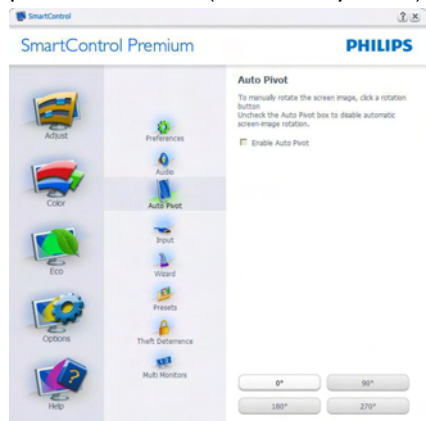 SmartControl
SmartControl Premium
PHILIPS
Adjust
Color
Eco
Options
Help
Preferences
Audio
Auto Pivot
Input
Wizard
Presets
Theft Deterrence
Multi Monitors
Auto Pivot
To manually rotate the screen image, click a rotation
button
Uncheck the Auto Pivot box to disable automatic
screen-image rotation.
Enable Auto Pivot
0°
90°
180°
270°